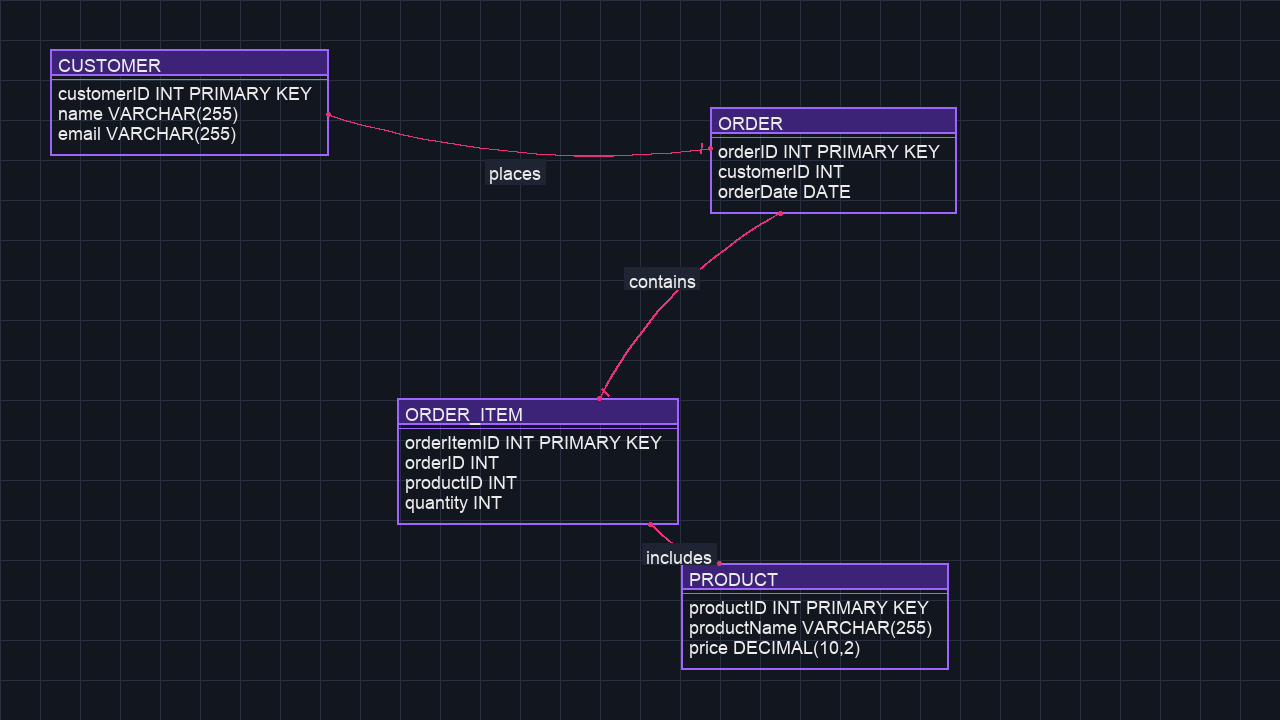 CUSTOMER
customerID INT PRIMARY KEY
name VARCHAR(255)
email VARCHAR(255)
places
ORDER
orderID INT PRIMARY KEY
customerID INT
orderDate DATE
contains
ORDER_ITEM
orderItemID INT PRIMARY KEY
orderID INT
productID INT
quantity INT
includes
PRODUCT
productID INT PRIMARY KEY
productName VARCHAR(255)
price DECIMAL(10,2)